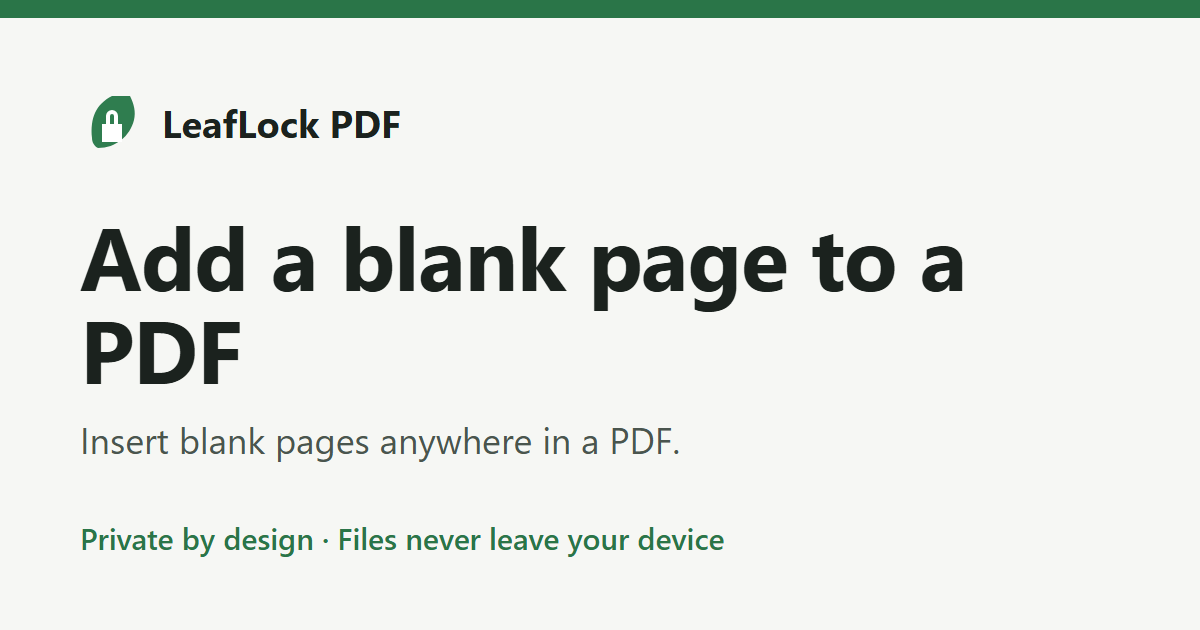 LeafLock PDF
Add a blank page to a
PDF
Insert blank pages anywhere in a PDF.
Private by design · Files never leave your device